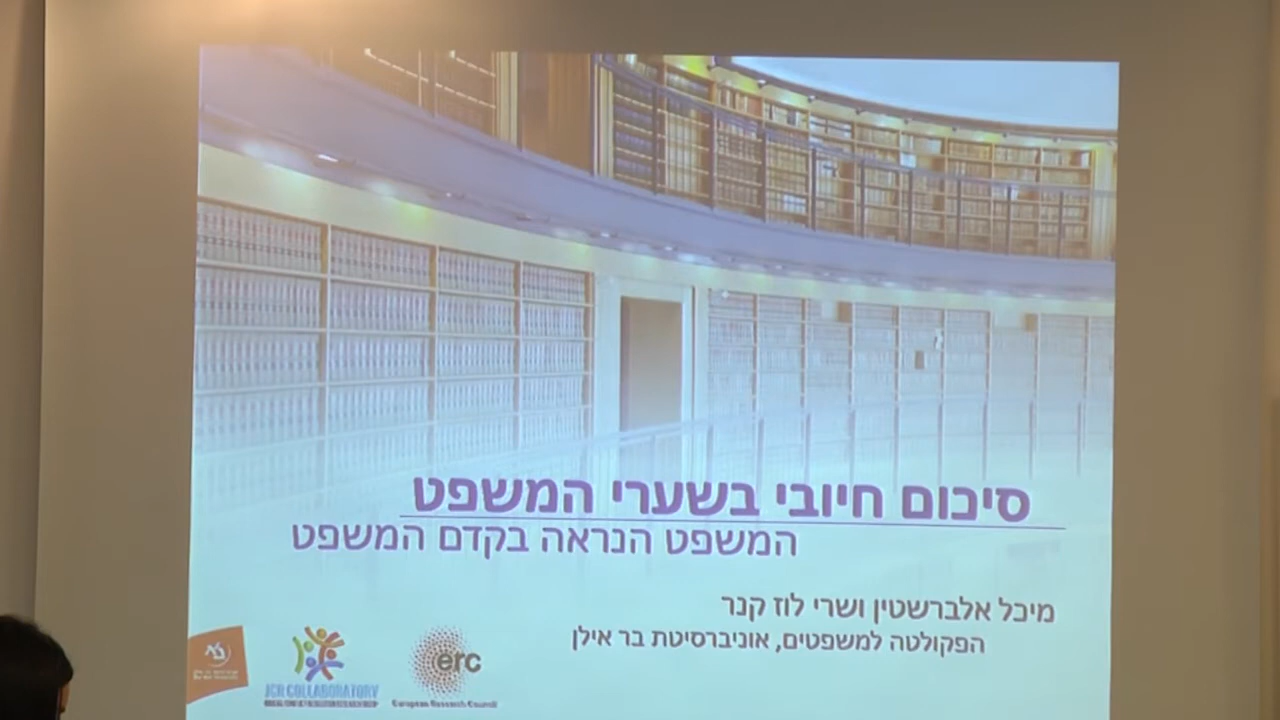 סיכום חיובי בשערי המשפט
המשפט הנראה בקדם המשפט
מיכל אלברשטין ושרי לוז קנר
הפקולטה למשפטים, אוניברסיטת בר אילן
JCR COLLABORATORY
erc
European Research Council